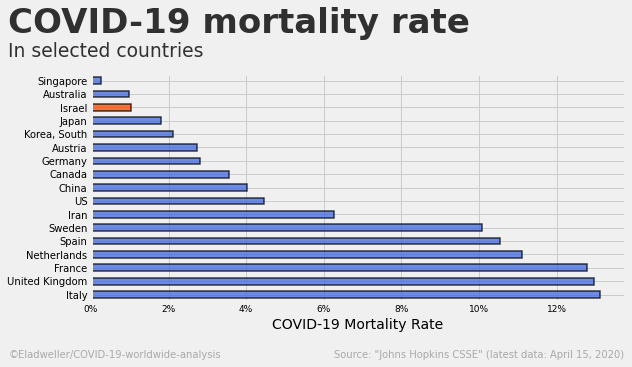 COVID-19 mortality rate
In selected countries
Singapore
Australia
Israel
Japan
Korea, South
Austria
Germany
Canada
China
US
Iran
Sweden
Spain
Netherlands
France
United Kingdom
Italy
0% 2% 4% 6% 8% 10% 12%
COVID-19 Mortality Rate
©Eladweller/COVID-19-worldwide-analysis Source: "Johns Hopkins CSSE" (latest data: April 15, 2020)